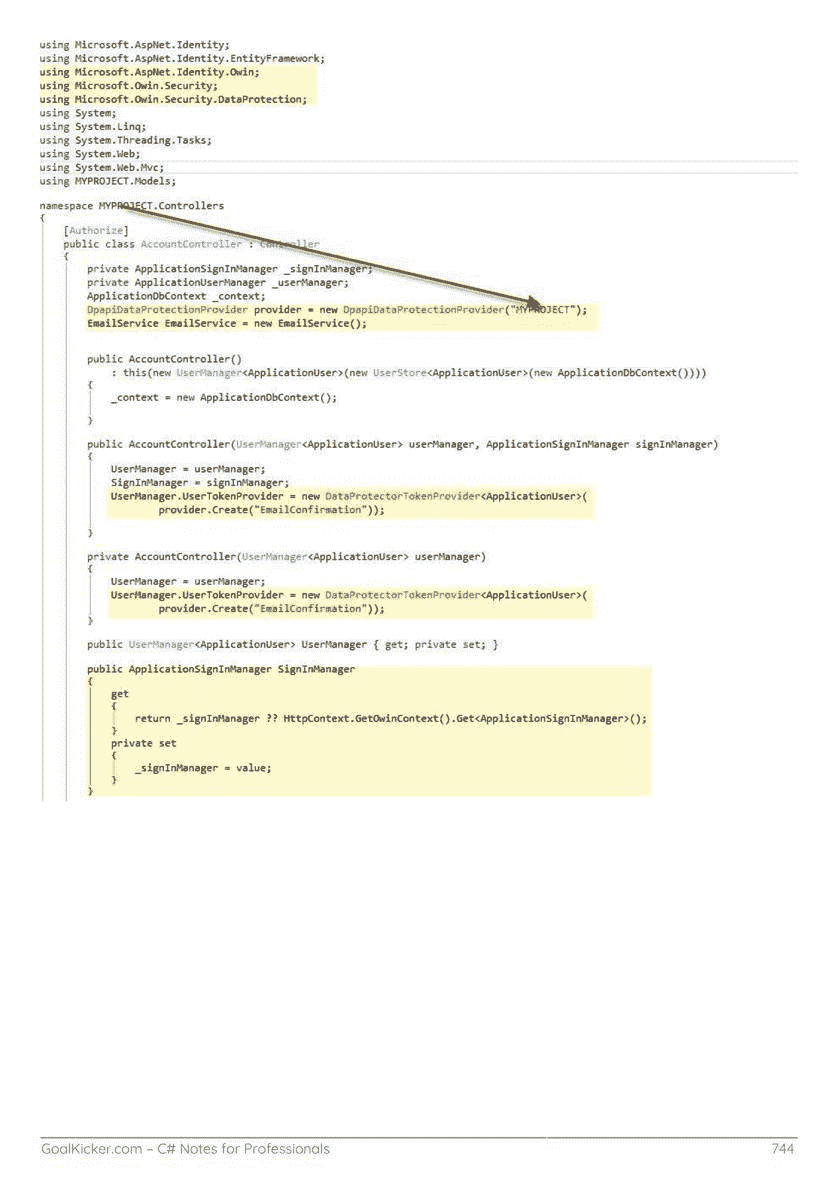 using Microsoft.AspNet.Identity;
using Microsoft.AspNet.Identity.EntityFramework;
using Microsoft.AspNet.Identity.Owin;
using Microsoft.Owin.Security;
using Microsoft.Owin.Security.DataProtection;
using System;
using System.Linq;
using System.Threading.Tasks;
using System.Web;
using System.Web.Mvc;
using MYPROJECT.Models;
namespace MYPROJECT.Controllers
{
[Authorize]
public class AccountController : Controller
{
private ApplicationSignInManager _signInManager;
private ApplicationUserManager _userManager;
ApplicationDbContext _context;
DpapiDataProtectionProvider provider = new DpapiDataProtectionProvider("MYPROJECT");
EmailService EmailService = new EmailService();
public AccountController()
: this(new UserManager<ApplicationUser>(new UserStore<ApplicationUser>(new ApplicationDbContext())))
{
_context = new ApplicationDbContext();
}
public AccountController(UserManager<ApplicationUser> userManager, ApplicationSignInManager signInManager)
{
UserManager = userManager;
SignInManager = signInManager;
UserManager.UserTokenProvider = new DataProtectorTokenProvider<ApplicationUser>(
provider.Create("EmailConfirmation"));
}
private AccountController(UserManager<ApplicationUser> userManager)
{
UserManager = userManager;
UserManager.UserTokenProvider = new DataProtectorTokenProvider<ApplicationUser>(
provider.Create("EmailConfirmation"));
}
public UserManager<ApplicationUser> UserManager { get; private set; }
public ApplicationSignInManager SignInManager
{
get
{
return _signInManager ?? HttpContext.GetOwinContext().Get<ApplicationSignInManager>();
}
private set
{
_signInManager = value;
}
}
GoalKicker.com – C# Notes for Professionals 744